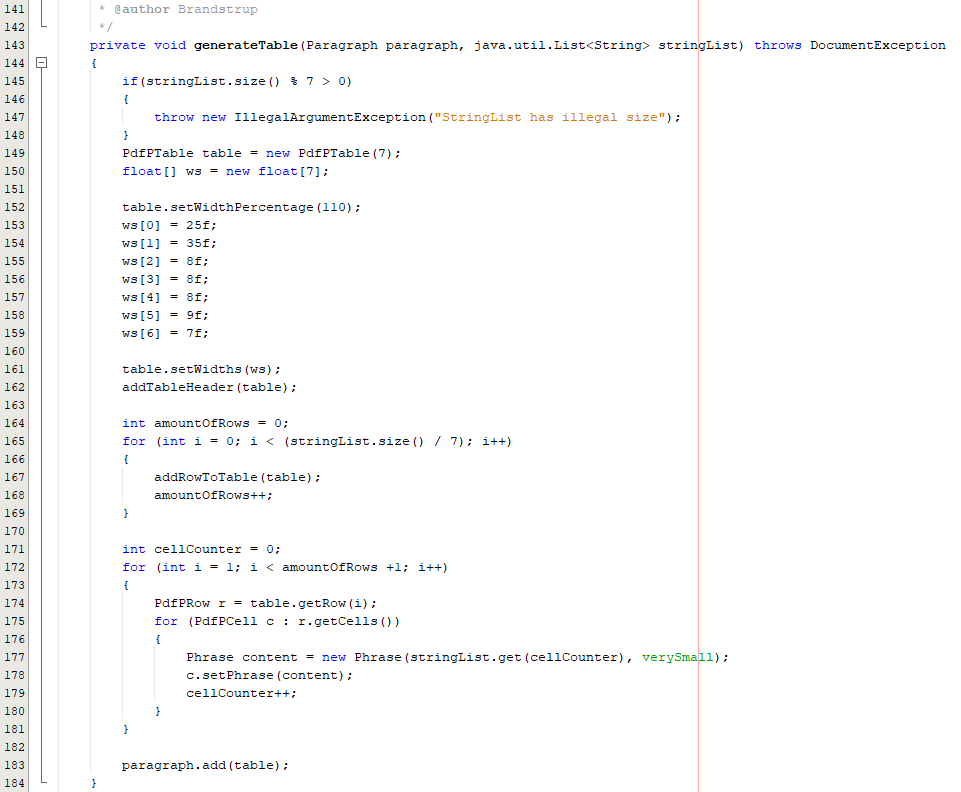 141 * @author Brandstrup
142 */
143 private void generateTable(Paragraph paragraph, java.util.List<String> stringList) throws DocumentException
144 {
145 if(stringList.size() % 7 > 0)
146 {
147 throw new IllegalArgumentException("StringList has illegal size");
148 }
149 PdfPTable table = new PdfPTable(7);
150 float[] ws = new float[7];
151
152 table.setWidthPercentage(110);
153 ws[0] = 25f;
154 ws[1] = 35f;
155 ws[2] = 8f;
156 ws[3] = 8f;
157 ws[4] = 8f;
158 ws[5] = 9f;
159 ws[6] = 7f;
160
161 table.setWidths(ws);
162 addTableHeader(table);
163
164 int amountOfRows = 0;
165 for (int i = 0; i < (stringList.size() / 7); i++)
166 {
167 addRowToTable(table);
168 amountOfRows++;
169 }
170
171 int cellCounter = 0;
172 for (int i = 1; i < amountOfRows +1; i++)
173 {
174 PdfPRow r = table.getRow(i);
175 for (PdfPCell c : r.getCells())
176 {
177 Phrase content = new Phrase(stringList.get(cellCounter), verySmall);
178 c.setPhrase(content);
179 cellCounter++;
180 }
181 }
182
183 paragraph.add(table);
184 }